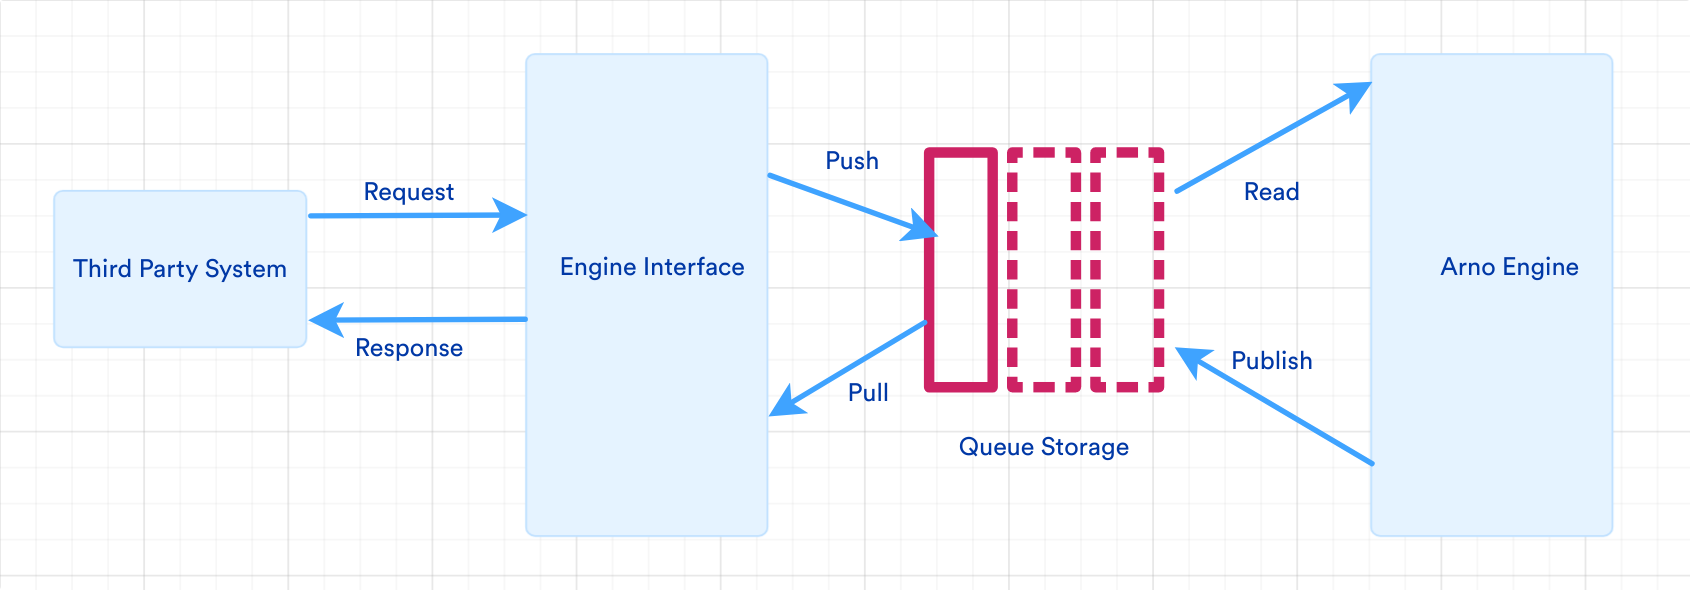 Request
Third Party System
Response
Engine Interface
Push
Pull
Queue Storage
Read
Publish
Arno Engine